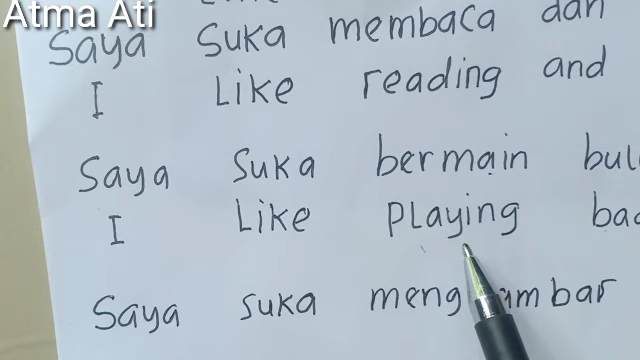 Atma Ati
Saya suka membaca dan
I Like reading and
Saya suka bermain
I Like playing
Saya suka